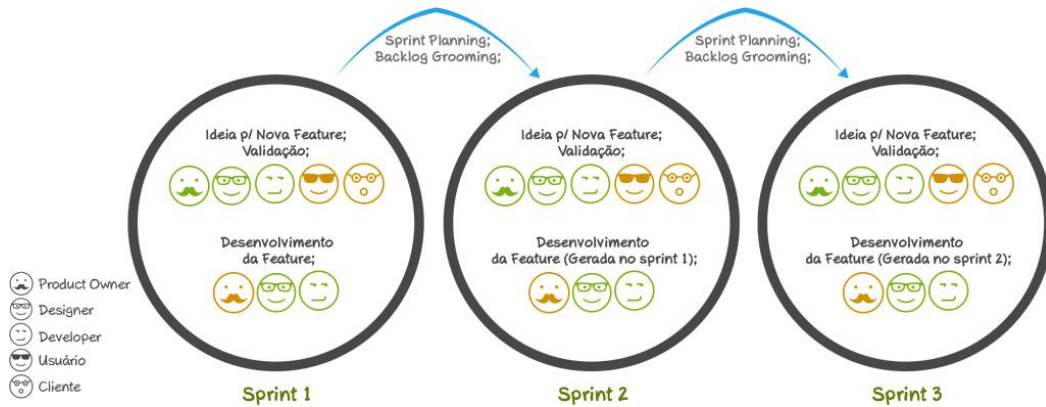 Sprint Planning;
Backlog Grooming;
Sprint Planning;
Backlog Grooming;
Ideia p/ Nova Feature;
Validação;
Desenvolvimento
da Feature;
Sprint 1
Ideia p/ Nova Feature;
Validação;
Desenvolvimento
da Feature (Gerada no sprint 1);
Sprint 2
Ideia p/ Nova Feature;
Validação;
Desenvolvimento
da Feature (Gerada no sprint 2);
Sprint 3
Product Owner
Designer
Developer
Usuário
Cliente